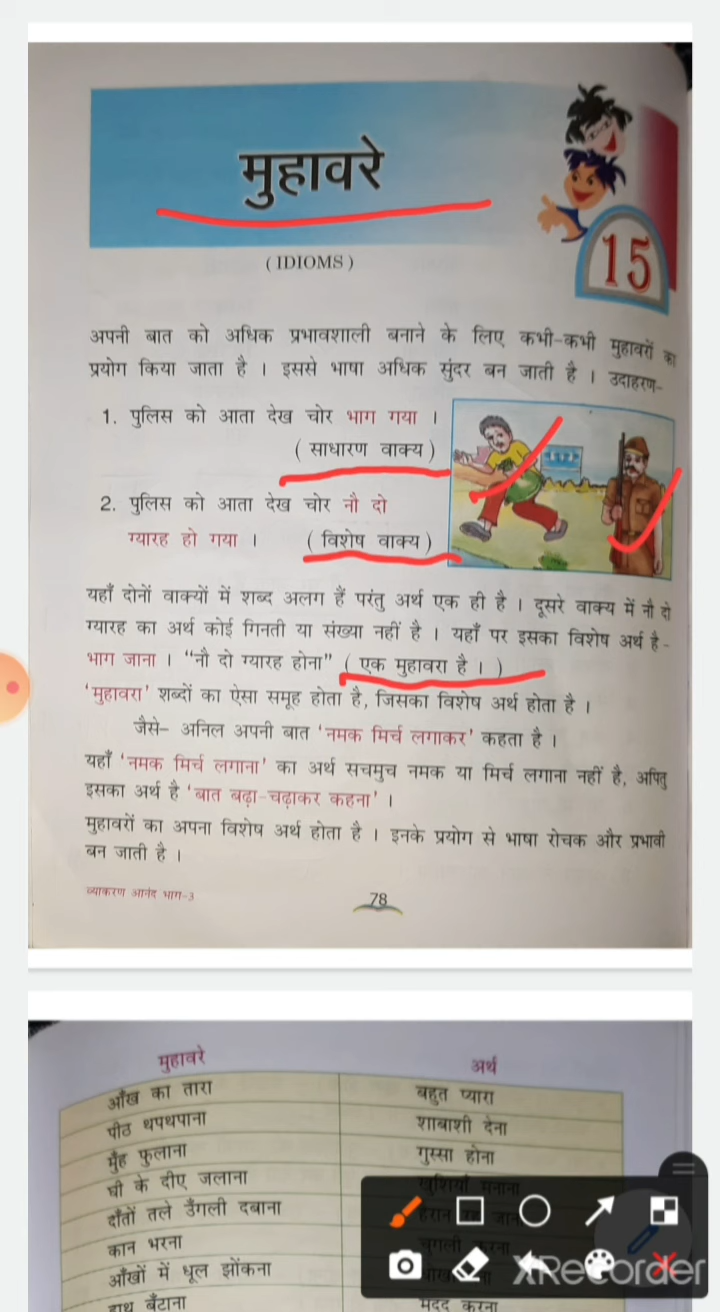 मुहावरे
( IDIOMS )
15
अपनी बात को अधिक प्रभावशाली बनाने के लिए कभी-कभी मुहावरों का
प्रयोग किया जाता है । इससे भाषा अधिक सुंदर बन जाती है । उदाहरण-
1. पुलिस को आता देख चोर भाग गया ।
( साधारण वाक्य )
2. पुलिस को आता देख चोर नौ दो
ग्यारह हो गया । ( विशेष वाक्य )
यहाँ दोनों वाक्यों में शब्द अलग हैं परंतु अर्थ एक ही है । दूसरे वाक्य में नौ दो
ग्यारह का अर्थ कोई गिनती या संख्या नहीं है । यहाँ पर इसका विशेष अर्थ है-
भाग जाना । “नौ दो ग्यारह होना” ( एक मुहावरा है । )
‘मुहावरा’ शब्दों का ऐसा समूह होता है, जिसका विशेष अर्थ होता है ।
जैसे– अनिल अपनी बात ‘नमक मिर्च लगाकर’ कहता है ।
यहाँ ‘नमक मिर्च लगाना’ का अर्थ सचमुच नमक या मिर्च लगाना नहीं है, अपितु
इसका अर्थ है ‘बात बढ़ा-चढ़ाकर कहना’ ।
मुहावरों का अपना विशेष अर्थ होता है । इनके प्रयोग से भाषा रोचक और प्रभावी
बन जाती है ।
व्याकरण आनंद भाग-3
78
मुहावरे अर्थ
आँख का तारा बहुत प्यारा
पीठ थपथपाना शाबाशी देना
मुँह फुलाना गुस्सा होना
घी के दीए जलाना खुशियाँ मनाना
दाँतों तले उँगली दबाना हैरान रह जाना
कान भरना चुगली करना
आँखों में धूल झोंकना
हाथ बँटाना मदद करना
XRecorder